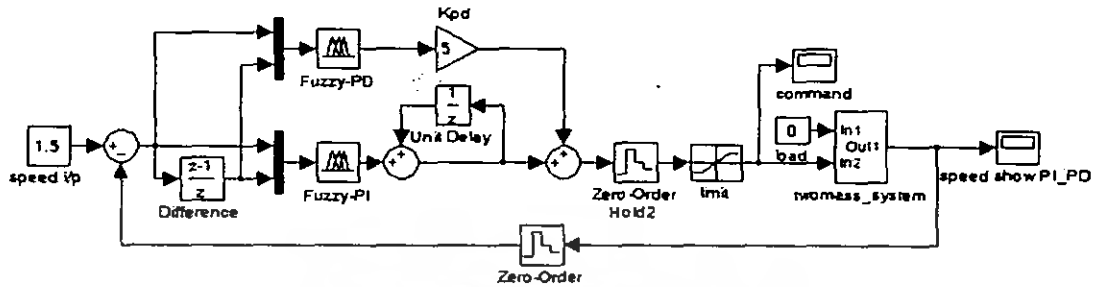 Kpd
5
Fuzzy-PD
command
1
z
Unit Delay
0
load
In1
Out1
In2
twomass_system
1.5
speed i/p
+
-
z-1
z
Difference
Fuzzy-PI
+
+
+
+
Zero-Order
Hold2
limit
speed show PI_PD
Zero-Order